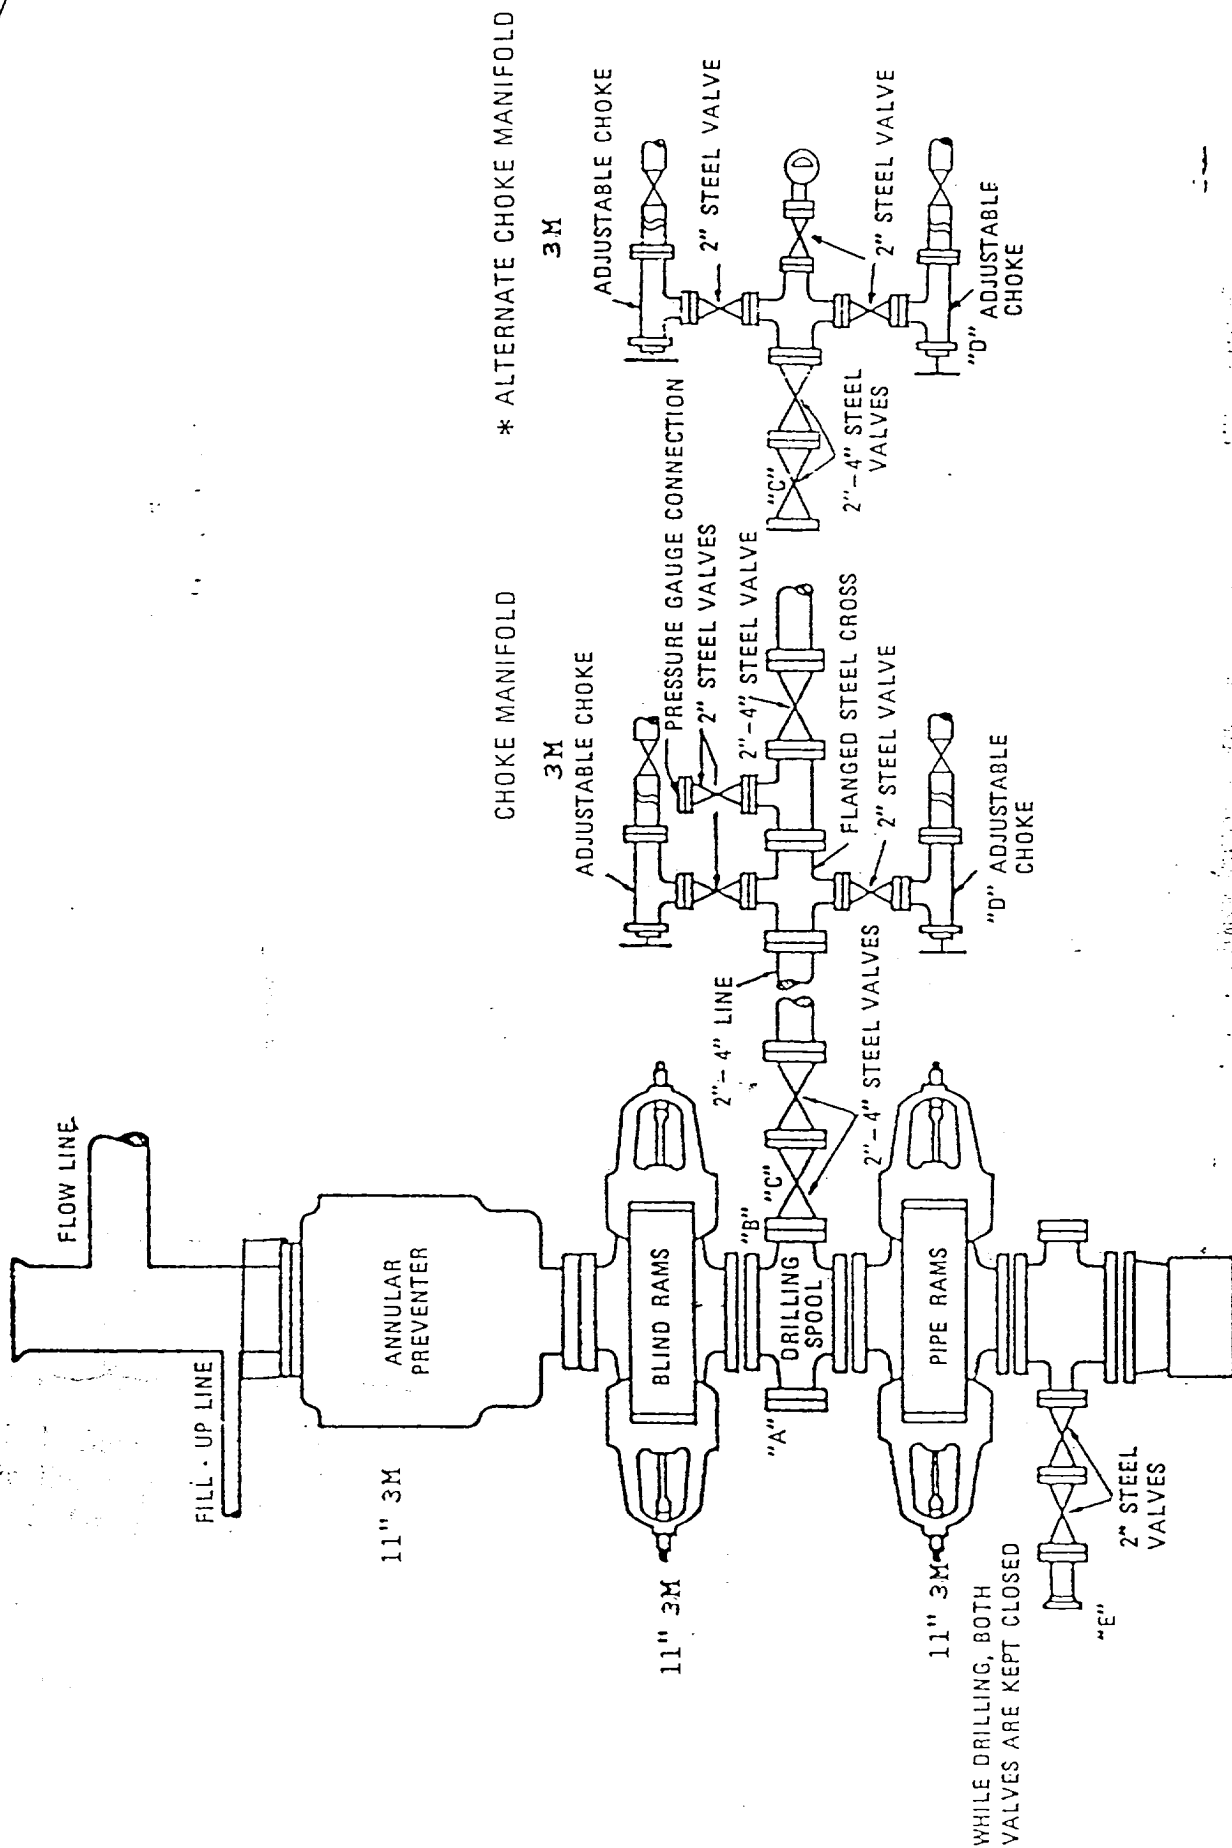 FLOW LINE
FILL-UP LINE
ANNULAR
PREVENTER
11" 3M
BLIND RAMS
11" 3M
"A"
DRILLING
SPOOL
"B"
"C"
2"-4" LINE
2"-4" STEEL VALVES
PIPE RAMS
11" 3M
WHILE DRILLING, BOTH
VALVES ARE KEPT CLOSED
"E"
2" STEEL
VALVES
CHOKE MANIFOLD
3M
ADJUSTABLE CHOKE
PRESSURE GAUGE CONNECTION
2" STEEL VALVES
2"-4" STEEL VALVE
FLANGED STEEL CROSS
2" STEEL VALVE
"D" ADJUSTABLE
CHOKE
* ALTERNATE CHOKE MANIFOLD
3M
ADJUSTABLE CHOKE
2" STEEL VALVE
"C"
2"-4" STEEL
VALVES
2" STEEL VALVE
"D" ADJUSTABLE
CHOKE